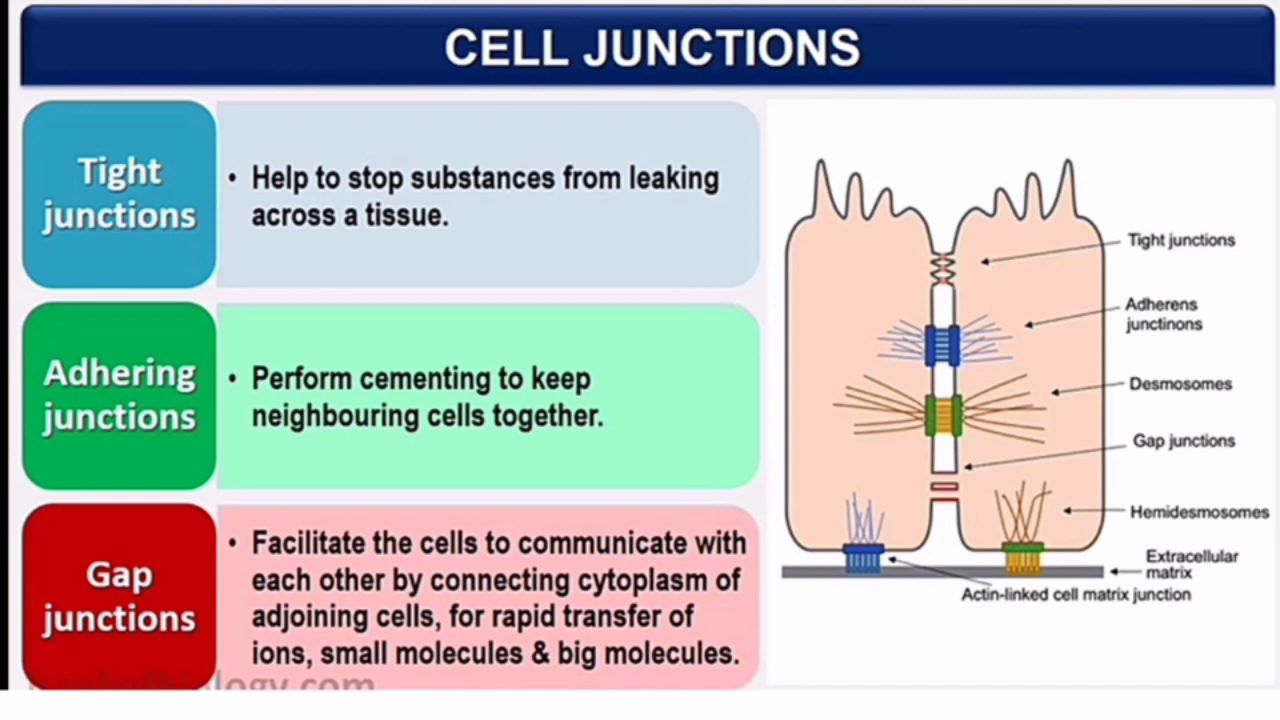 CELL JUNCTIONS
Tight
junctions
• Help to stop substances from leaking
across a tissue.
Adhering
junctions
• Perform cementing to keep
neighbouring cells together.
Gap
junctions
• Facilitate the cells to communicate with
each other by connecting cytoplasm of
adjoining cells, for rapid transfer of
ions, small molecules & big molecules.
Tight junctions
Adherens
junctinons
Desmosomes
Gap junctions
Hemidesmosomes
Extracellular
matrix
Actin-linked cell matrix junction